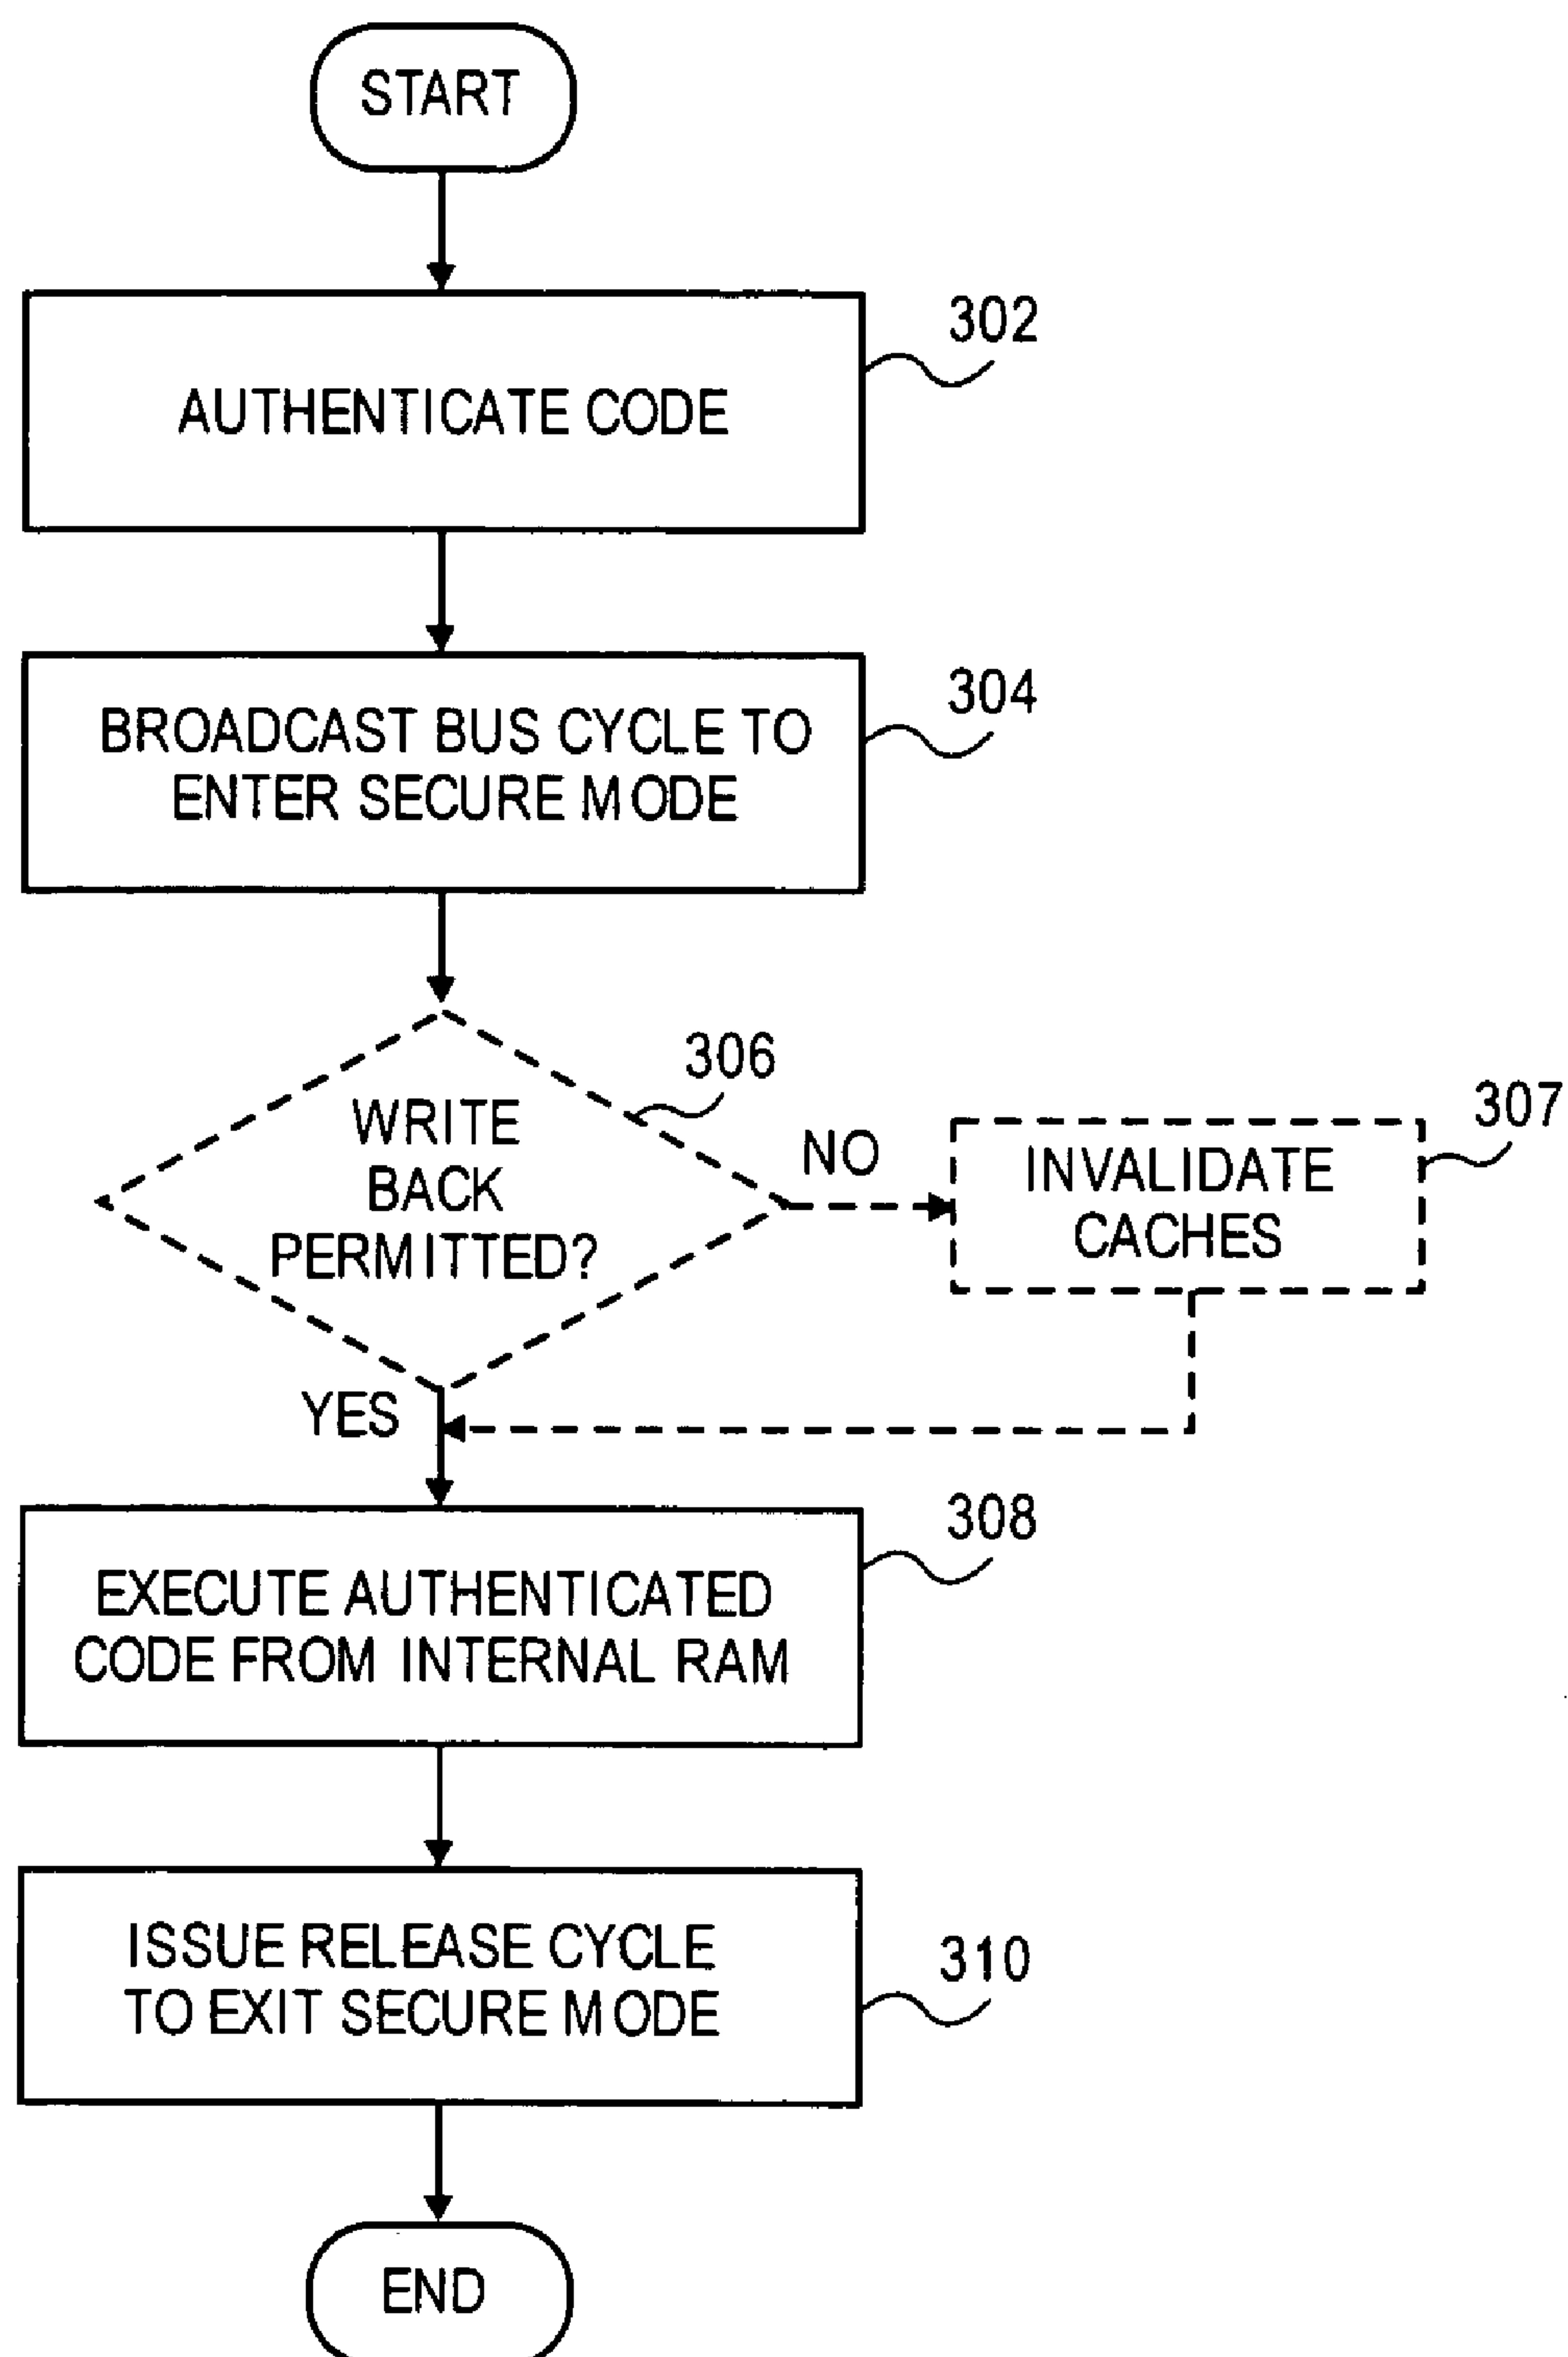 START
302
AUTHENTICATE CODE
304
BROADCAST BUS CYCLE TO
ENTER SECURE MODE
306
WRITE
BACK
PERMITTED?
NO
307
INVALIDATE
CACHES
YES
308
EXECUTE AUTHENTICATED
CODE FROM INTERNAL RAM
310
ISSUE RELEASE CYCLE
TO EXIT SECURE MODE
END